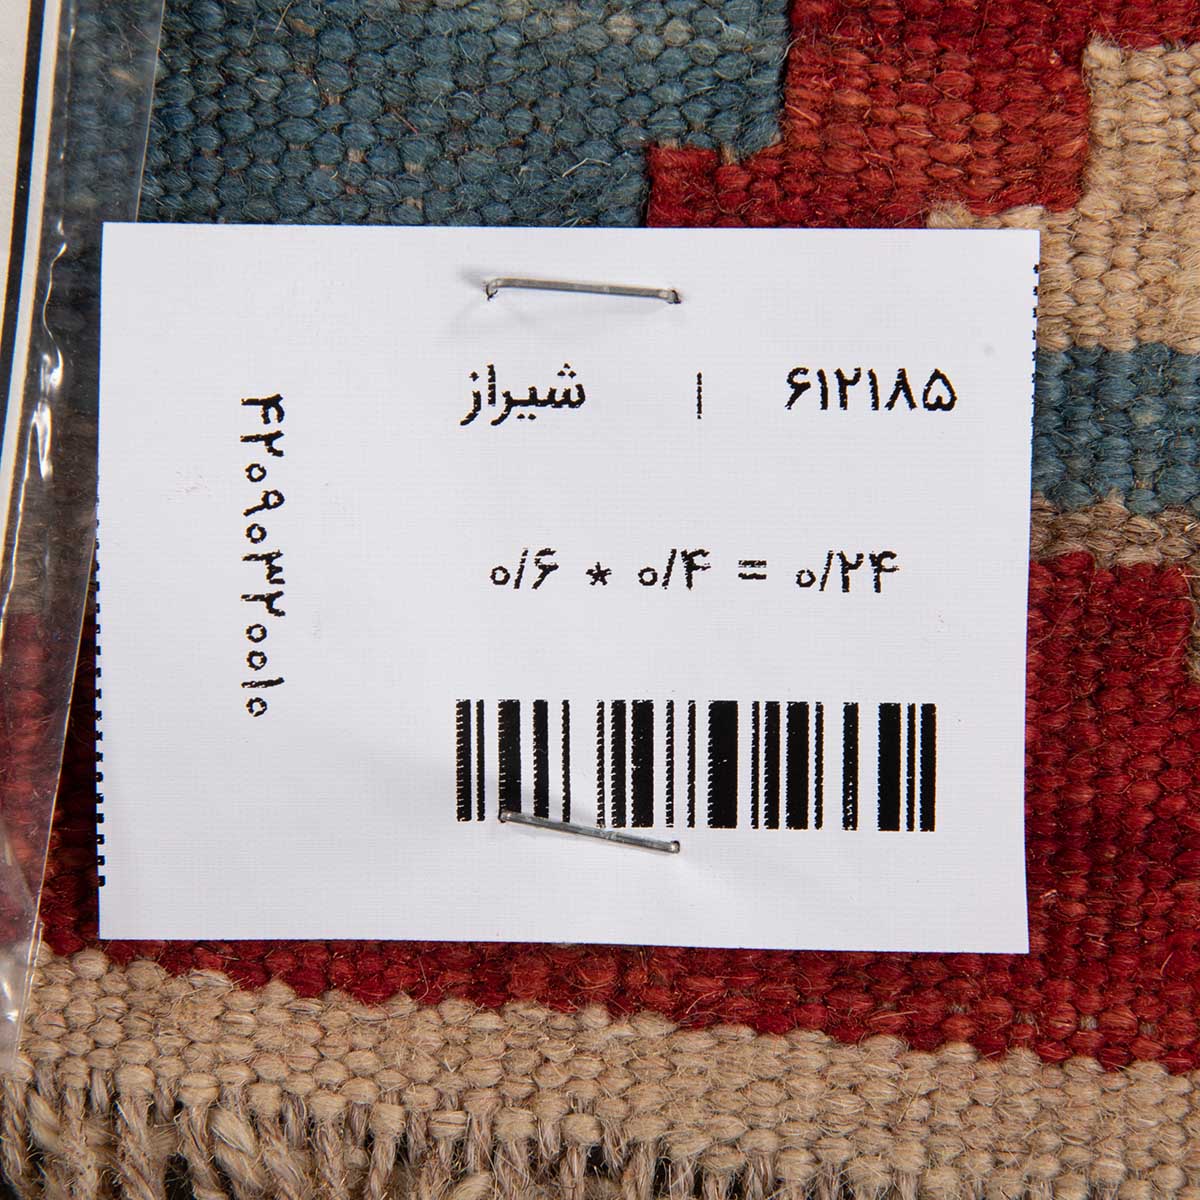 ۶۱۲۱۸۵ | شیراز
۰/۶ * ۰/۴ = ۰/۲۴
۴۲۰۹۰۳۲۰۰۱۰